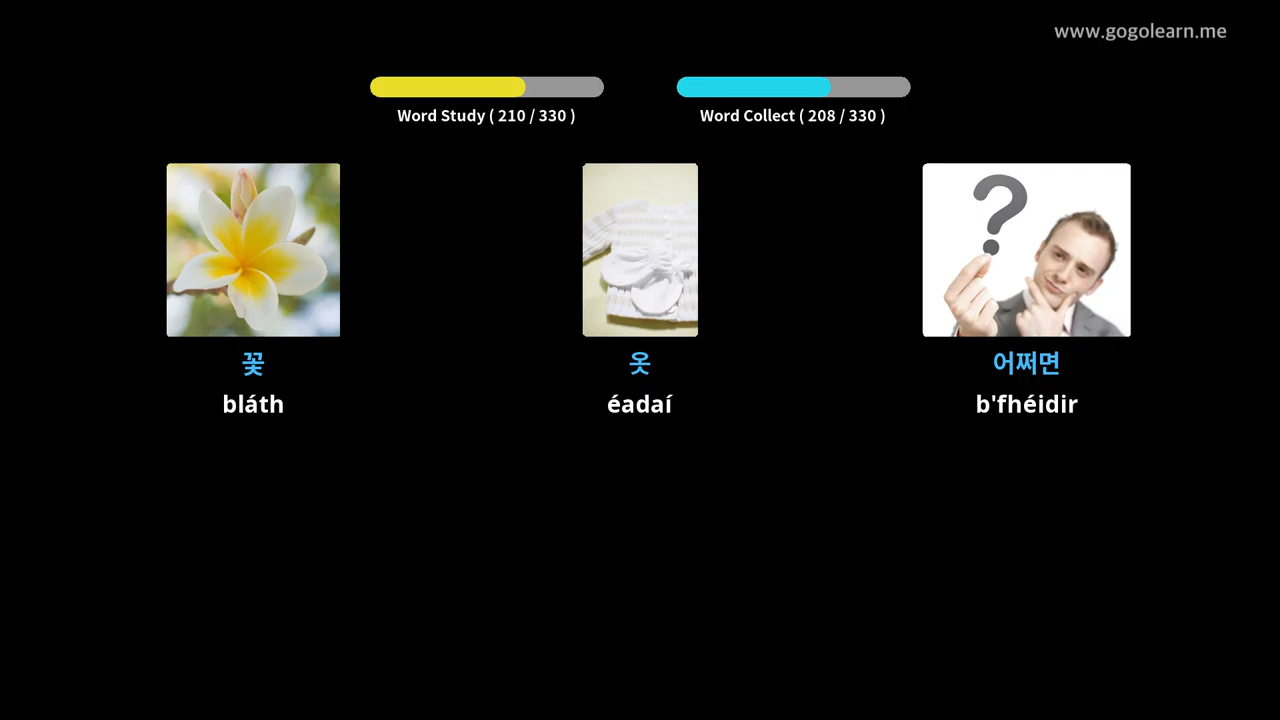 www.gogolearn.me
Word Study ( 210 / 330 )
Word Collect ( 208 / 330 )
꽃
옷
어쩌면
bláth
éadaí
b'fhéidir